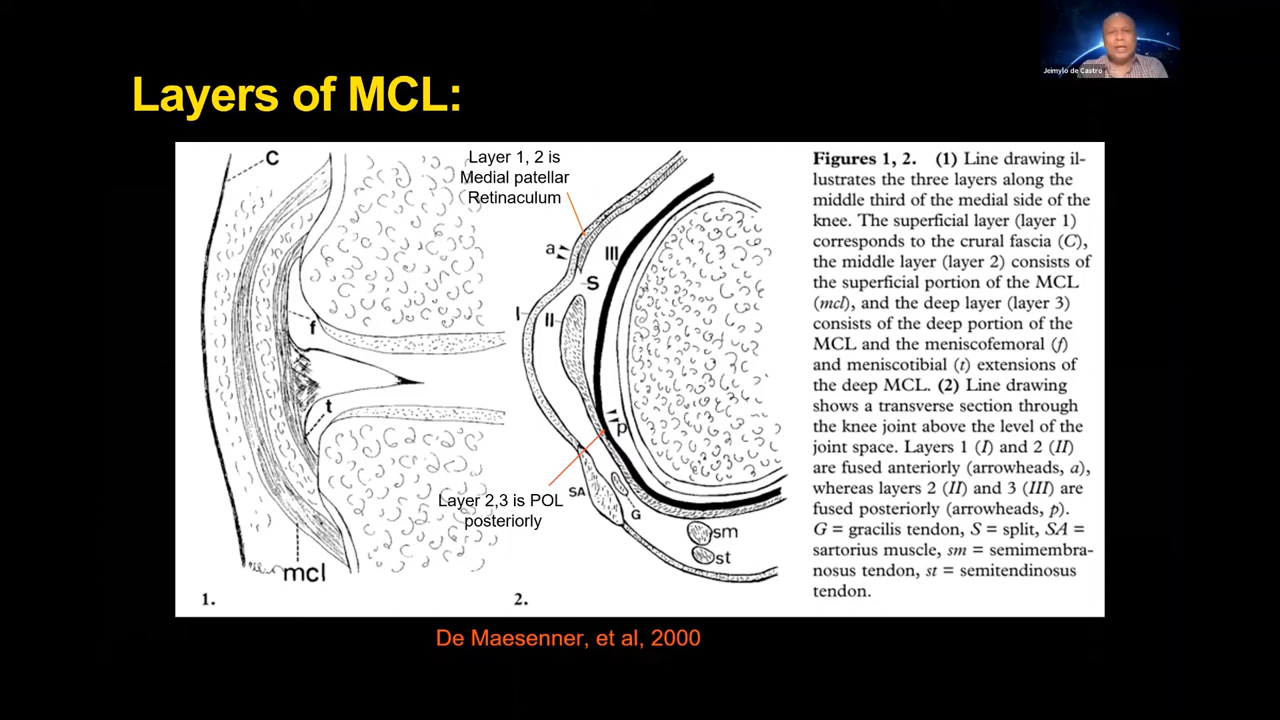 Jeimylo de Castro
Layers of MCL:
C
f
t
mcl
1.
Layer 1, 2 is
Medial patellar
Retinaculum
a
III
S
I
II
p
Layer 2,3 is POL
posteriorly
SA
G
sm
st
2.
Figures 1, 2. (1) Line drawing il-
lustrates the three layers along the
middle third of the medial side of the
knee. The superficial layer (layer 1)
corresponds to the crural fascia (C),
the middle layer (layer 2) consists of
the superficial portion of the MCL
(mcl), and the deep layer (layer 3)
consists of the deep portion of the
MCL and the meniscofemoral (f)
and meniscotibial (t) extensions of
the deep MCL. (2) Line drawing
shows a transverse section through
the knee joint above the level of the
joint space. Layers 1 (I) and 2 (II)
are fused anteriorly (arrowheads, a),
whereas layers 2 (II) and 3 (III) are
fused posteriorly (arrowheads, p).
G = gracilis tendon, S = split, SA =
sartorius muscle, sm = semimembra-
nosus tendon, st = semitendinosus
tendon.
De Maesenner, et al, 2000